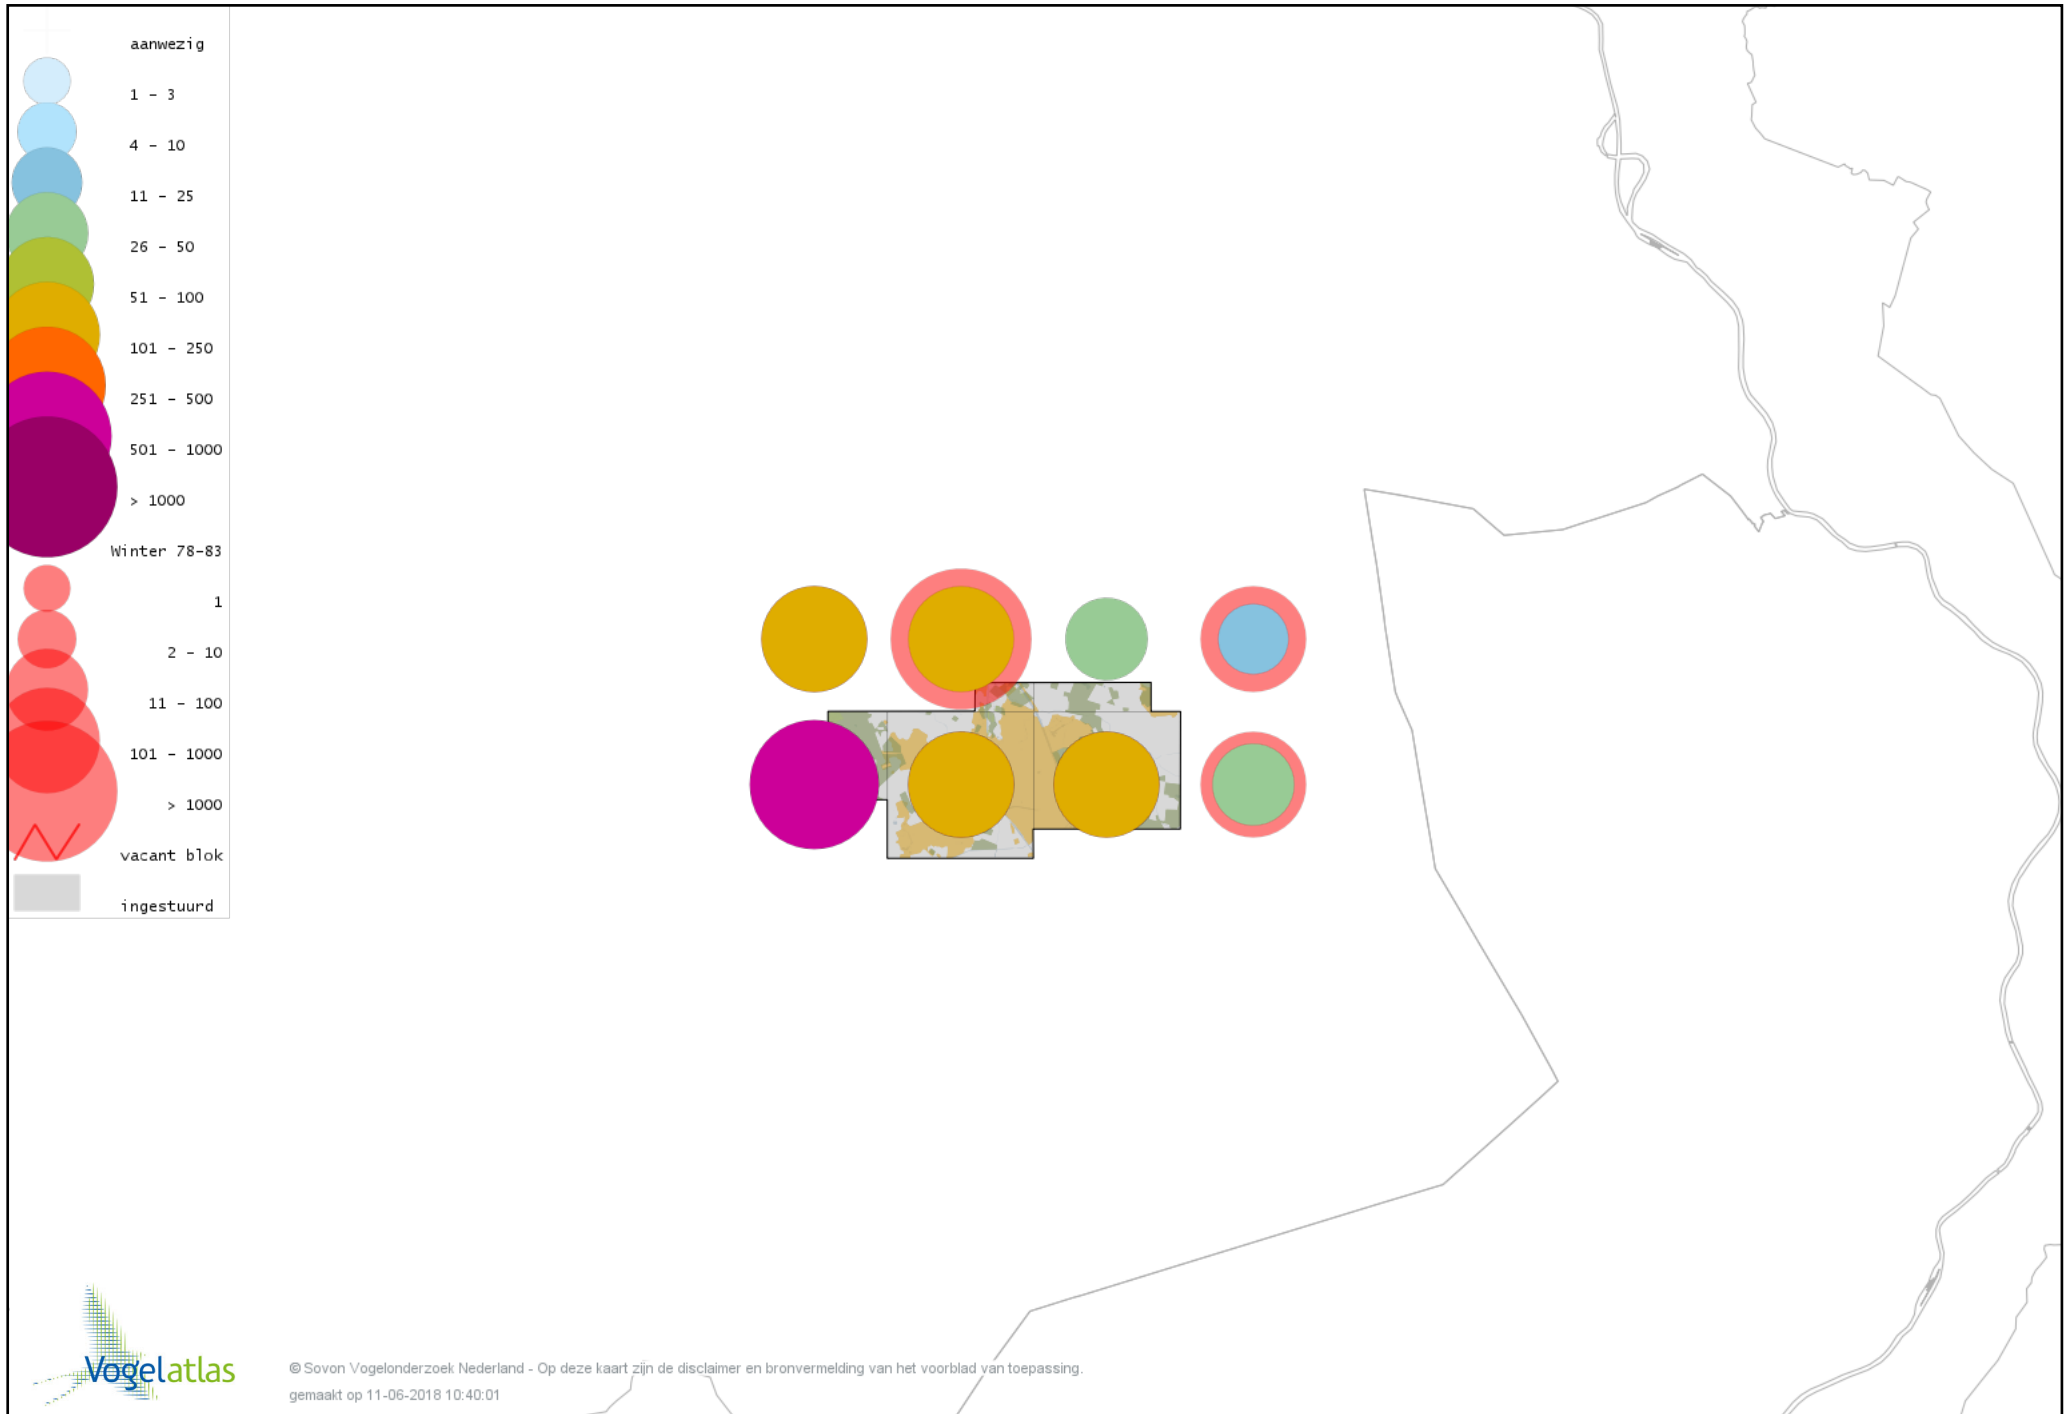 aanwezig
1 - 3
4 - 10
11 - 25
26 - 50
51 - 100
101 - 250
251 - 500
501 - 1000
> 1000
Winter 78-83
1
2 - 10
11 - 100
101 - 1000
> 1000
vacant blok
ingestuurd
Vogelatlas
© Sovon Vogelonderzoek Nederland - Op deze kaart zijn de disclaimer en bronvermelding van het voorblad van toepassing.
gemaakt op 11-06-2018 10:40:01